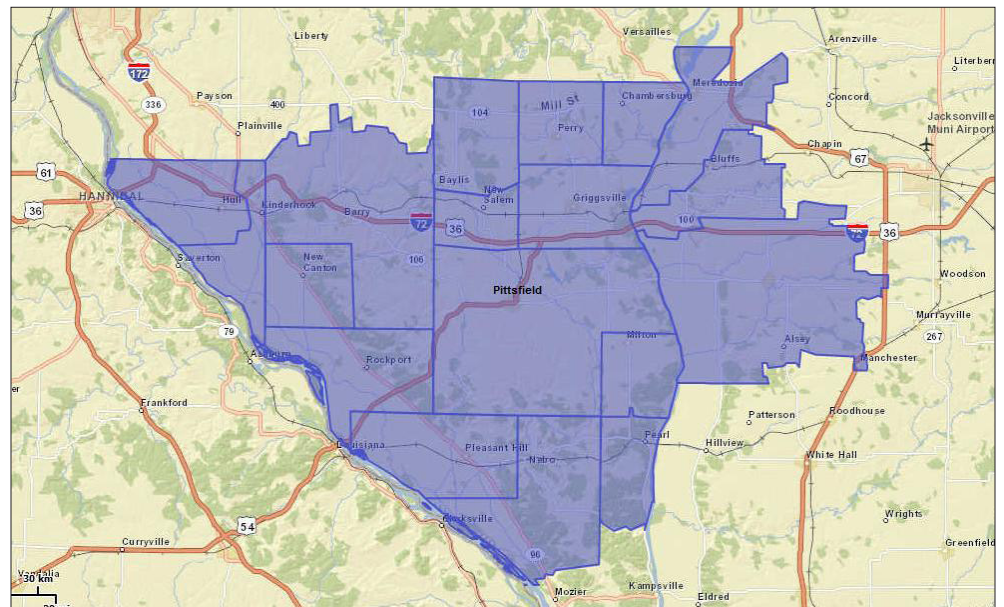 Versailles
Liberty
Arenzville
172
Literberr
Meredosia
Payson
400
336
104
Mill St
Chambersburg
Concord
Plainville
Perry
Jacksonville
Muni Airport
Chapin
67
Bluffs
61
HANNIBAL
Baylis
New
Salem
Griggsville
Hull
Kinderhook
Barry
36
72
36
100
72
36
Saverton
New
Canton
106
Woodson
Pittsfield
79
Milton
Murrayville
267
Alsey
Rockport
Manchester
er
Frankford
Patterson
Roodhouse
Louisiana
Pleasant Hill
Pearl
Hillview
Nebo
White Hall
54
Clarksville
Wrights
Curryville
96
Greenfield
Vandalia
30 km
Mozier
Kampsville
Eldred